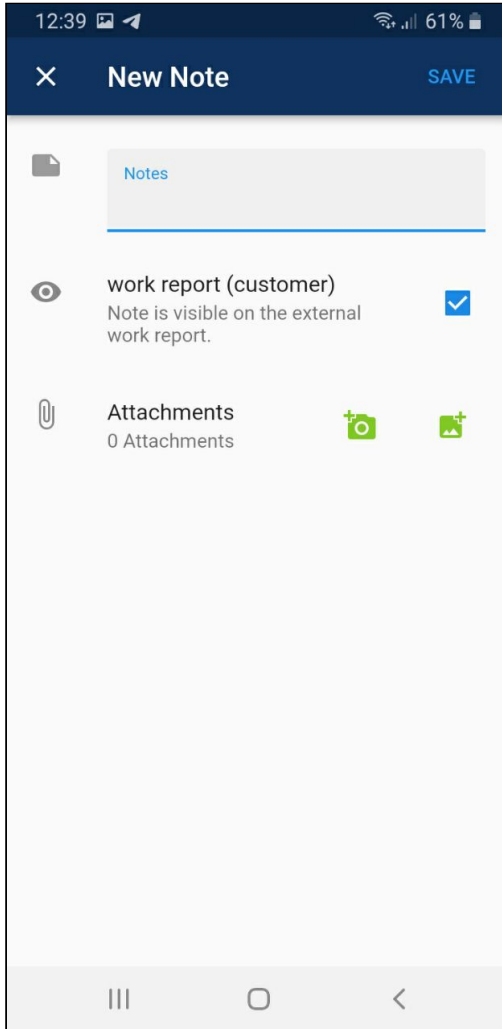 12:39 61%
New Note SAVE
Notes
work report (customer)
Note is visible on the external
work report.
Attachments
0 Attachments